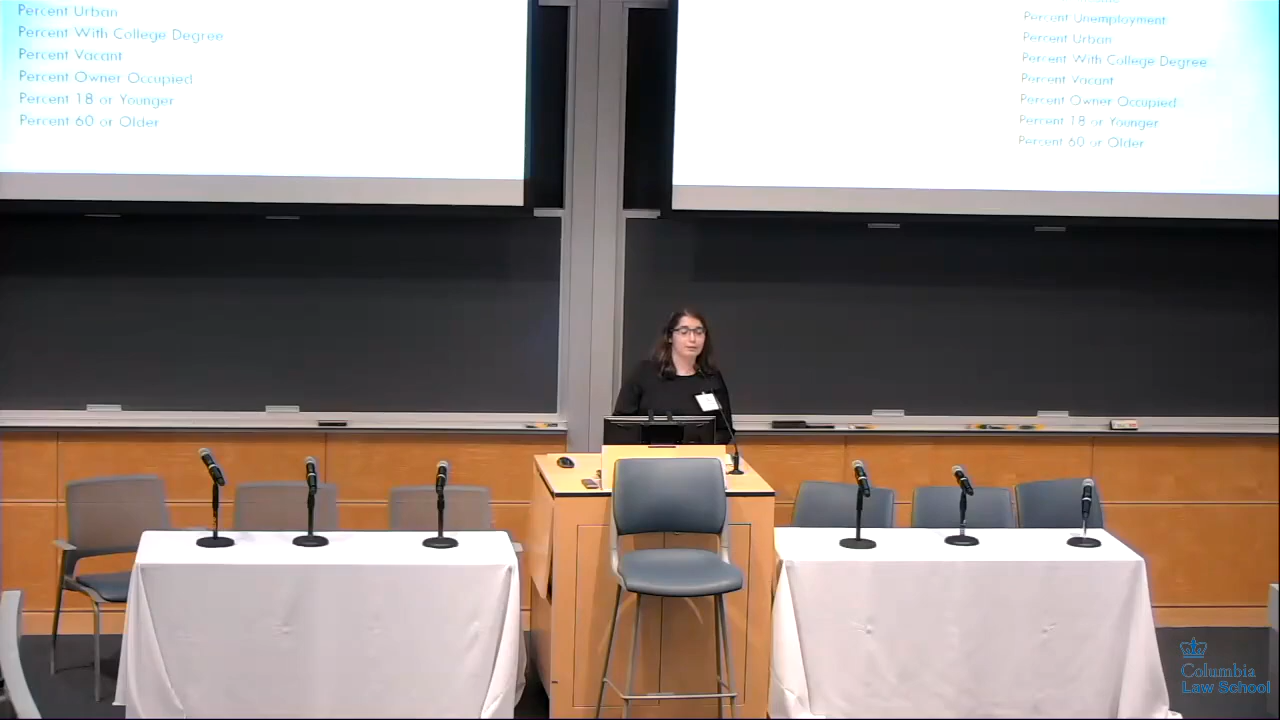 Percent Urban
Percent With College Degree
Percent Vacant
Percent Owner Occupied
Percent 18 or Younger
Percent 60 or Older
Percent Unemployment
Percent Urban
Percent With College Degree
Percent Vacant
Percent Owner Occupied
Percent 18 or Younger
Percent 60 or Older
Columbia
Law School